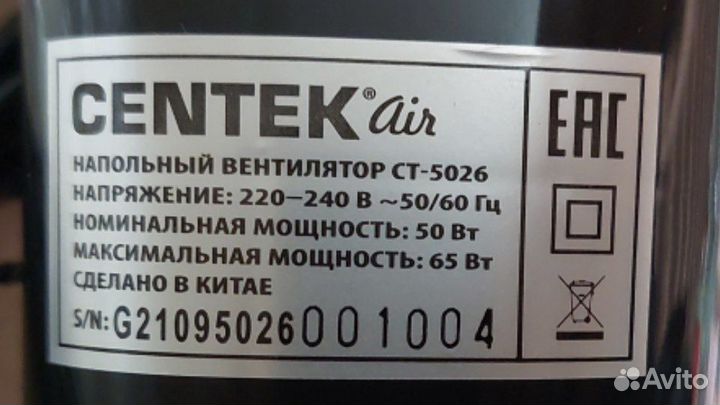 CENTEK® air
НАПОЛЬНЫЙ ВЕНТИЛЯТОР CT-5026
НАПРЯЖЕНИЕ: 220–240 В ~50/60 Гц
НОМИНАЛЬНАЯ МОЩНОСТЬ: 50 Вт
МАКСИМАЛЬНАЯ МОЩНОСТЬ: 65 Вт
СДЕЛАНО В КИТАЕ
S/N: G21095026001004
EAC
Avito